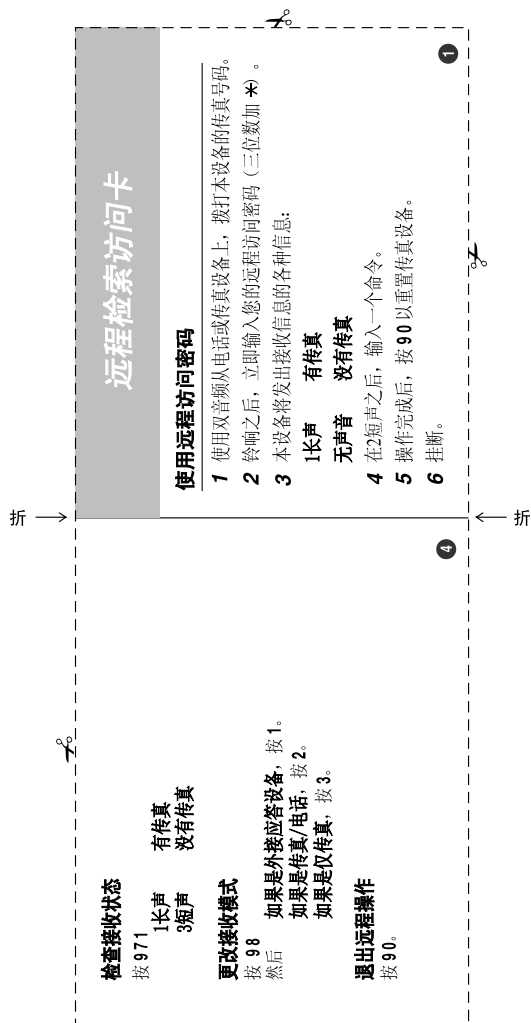 远程检索访问卡
使用远程访问密码
1 使用双音频从电话或传真设备上，拨打本设备的传真号码。
2 铃响之后，立即输入您的远程访问密码（三位数加 ＊）。
3 本设备将发出接收信息的各种信息:
1长声 有传真
无声音 没有传真
4 在2短声之后，输入一个命令。
5 操作完成后，按 90 以重置传真设备。
6 挂断。
1
折
折
检查接收状态
按 971
1长声 有传真
3短声 没有传真
更改接收模式
按 98
然后 如果是外接应答设备，按 1。
如果是传真/电话，按 2。
如果是仅传真，按 3。
退出远程操作
按 90。
4